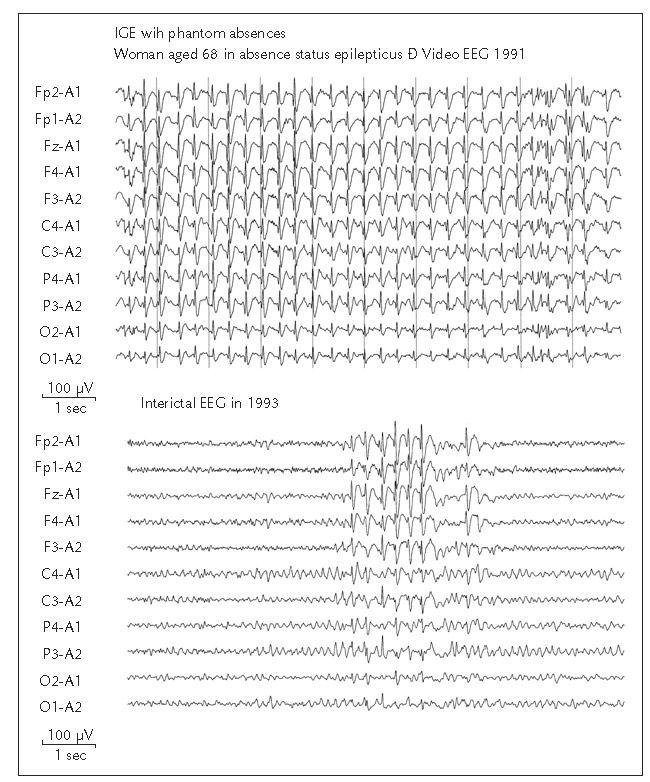 IGE wih phantom absences
Woman aged 68 in absence status epilepticus Ð Video EEG 1991
Fp2-A1
Fp1-A2
Fz-A1
F4-A1
F3-A2
C4-A1
C3-A2
P4-A1
P3-A2
O2-A1
O1-A2
100 μV
1 sec
Interictal EEG in 1993
Fp2-A1
Fp1-A2
Fz-A1
F4-A1
F3-A2
C4-A1
C3-A2
P4-A1
P3-A2
O2-A1
O1-A2
100 μV
1 sec